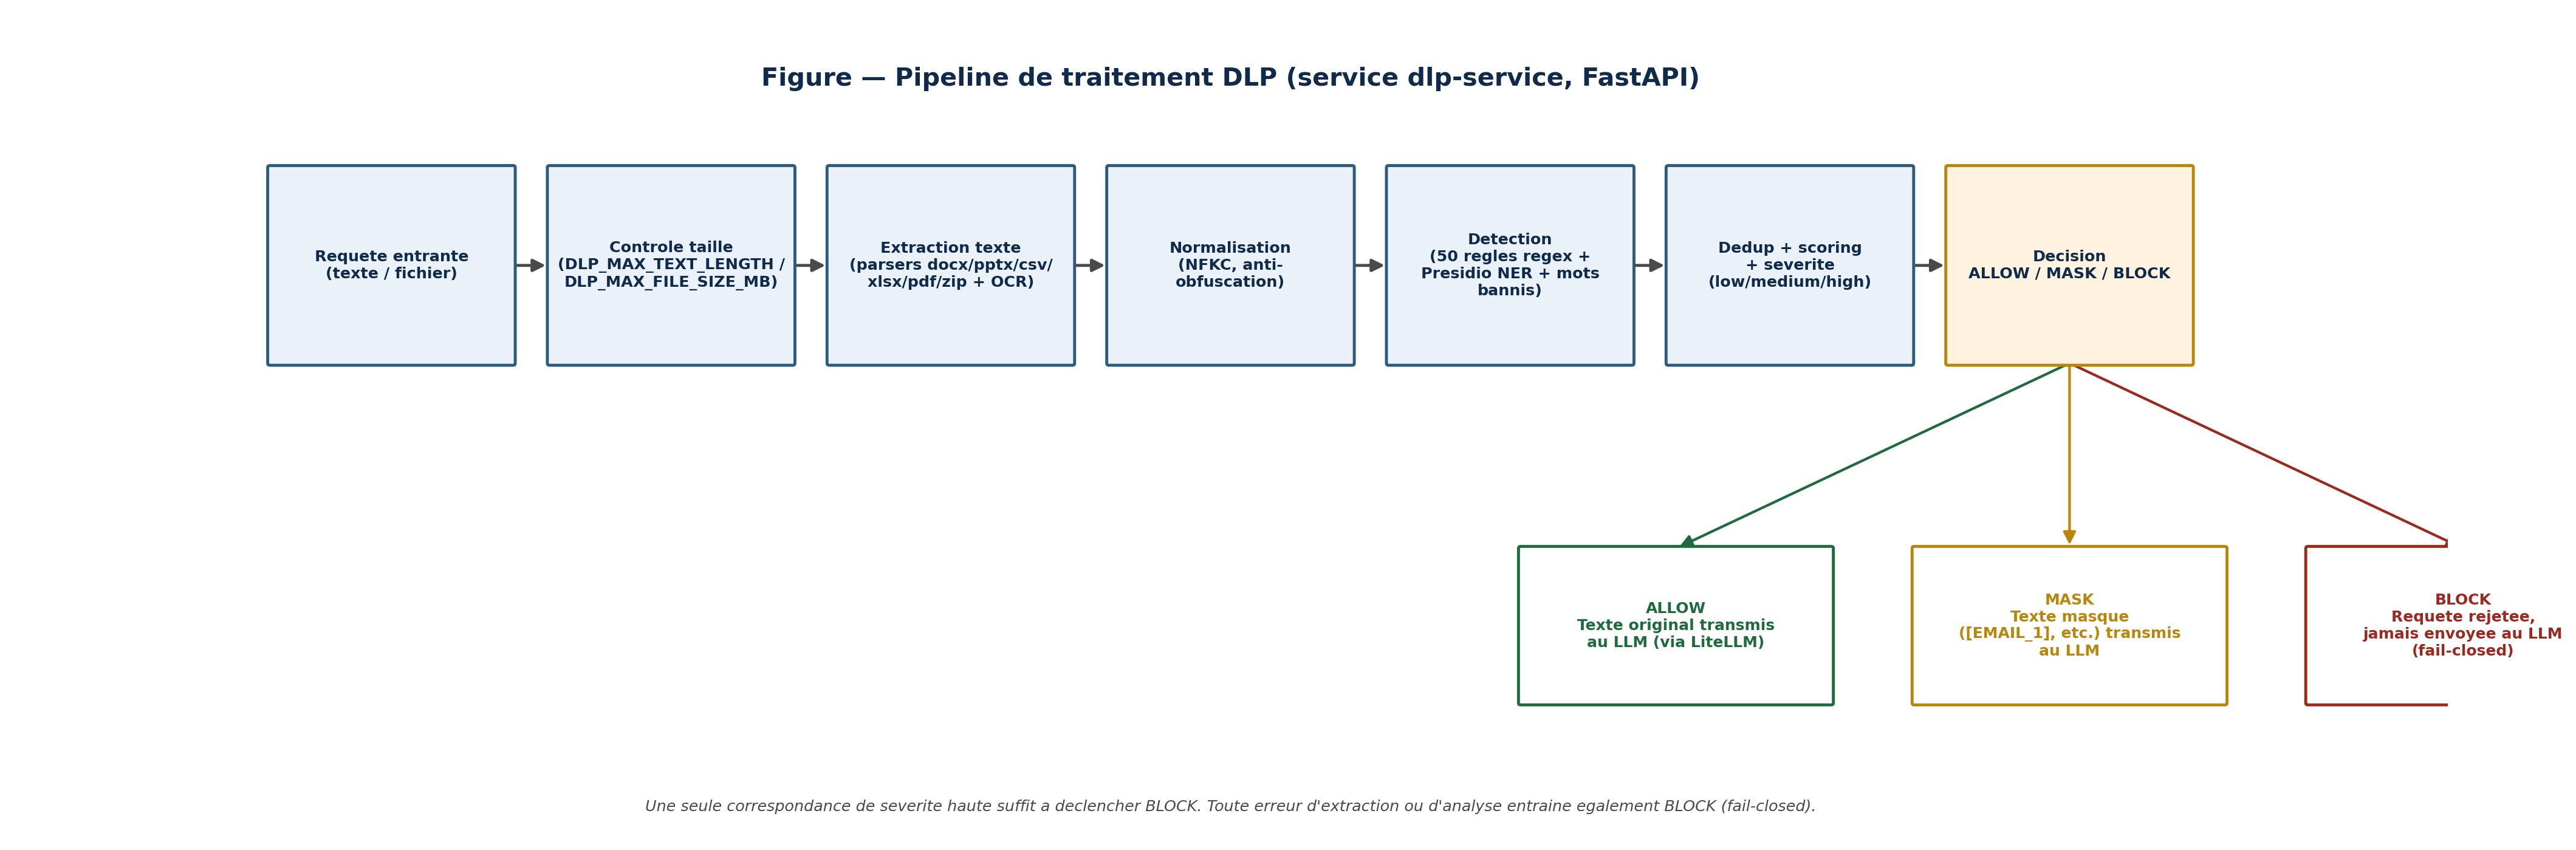 Figure — Pipeline de traitement DLP (service dlp-service, FastAPI)
Requete entrante
(texte / fichier)
Controle taille
(DLP_MAX_TEXT_LENGTH /
DLP_MAX_FILE_SIZE_MB)
Extraction texte
(parsers docx/pptx/csv/
xlsx/pdf/zip + OCR)
Normalisation
(NFKC, anti-
obfuscation)
Detection
(50 regles regex +
Presidio NER + mots
bannis)
Dedup + scoring
+ severite
(low/medium/high)
Decision
ALLOW / MASK / BLOCK
ALLOW
Texte original transmis
au LLM (via LiteLLM)
MASK
Texte masque
([EMAIL_1], etc.) transmis
au LLM
BLOCK
Requete rejetee,
jamais envoyee au LLM
(fail-closed)
Une seule correspondance de severite haute suffit a declencher BLOCK. Toute erreur d'extraction ou d'analyse entraine egalement BLOCK (fail-closed).